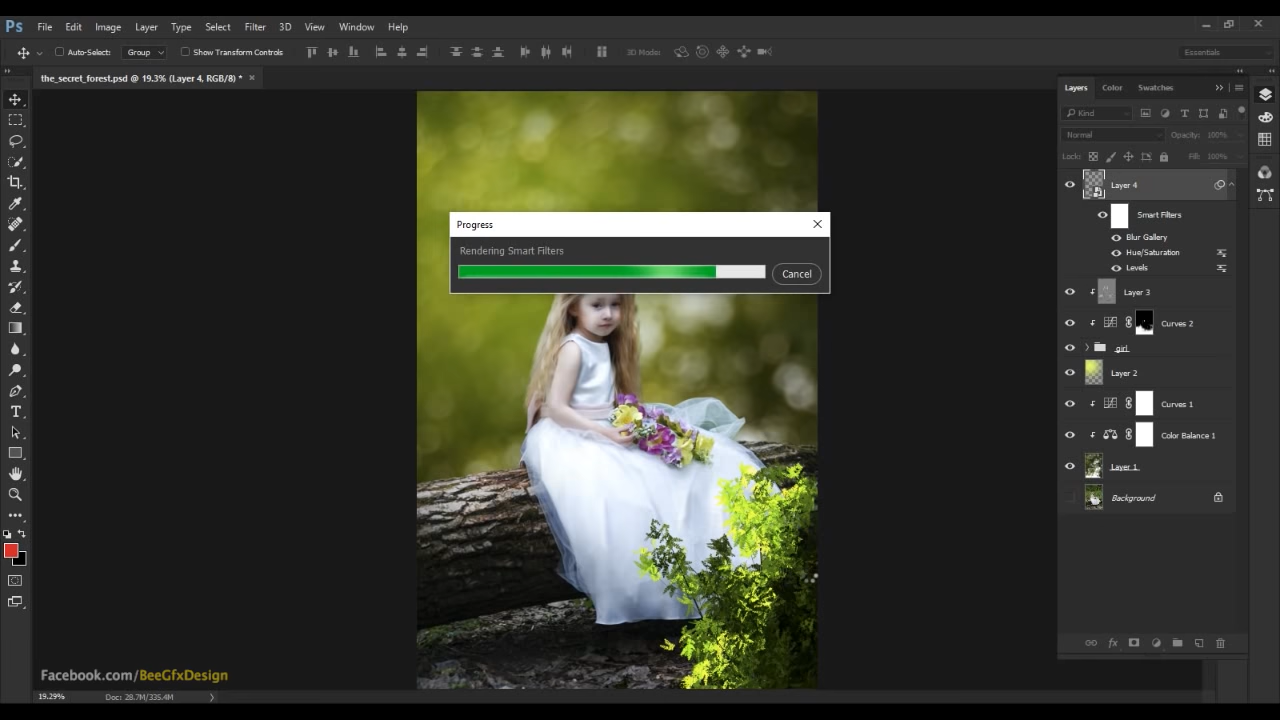 Ps File Edit Image Layer Type Select Filter 3D View Window Help
Auto-Select: Group Show Transform Controls 3D Mode: Essentials
the_secret_forest.psd @ 19.3% (Layer 4, RGB/8) *
Layers Color Swatches
Kind
Normal Opacity: 100%
Lock: Fill: 100%
Layer 4
Smart Filters
Blur Gallery
Hue/Saturation
Levels
Layer 3
Curves 2
girl
Layer 2
Curves 1
Color Balance 1
Layer 1
Background
Progress
Rendering Smart Filters
Cancel
Facebook.com/BeeGfxDesign
19.29% Doc: 28.7M/335.4M